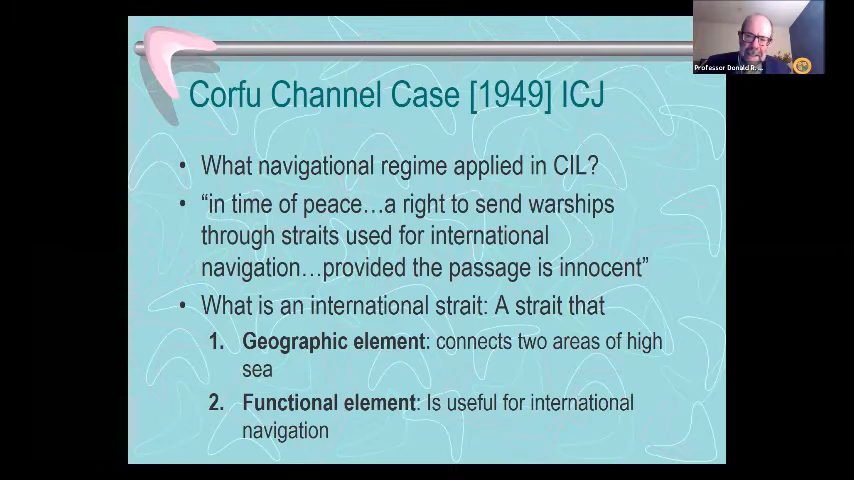 Corfu Channel Case [1949] ICJ
• What navigational regime applied in CIL?
• “in time of peace…a right to send warships
through straits used for international
navigation…provided the passage is innocent”
• What is an international strait: A strait that
1. Geographic element: connects two areas of high
sea
2. Functional element: Is useful for international
navigation
Professor Donald R. ...